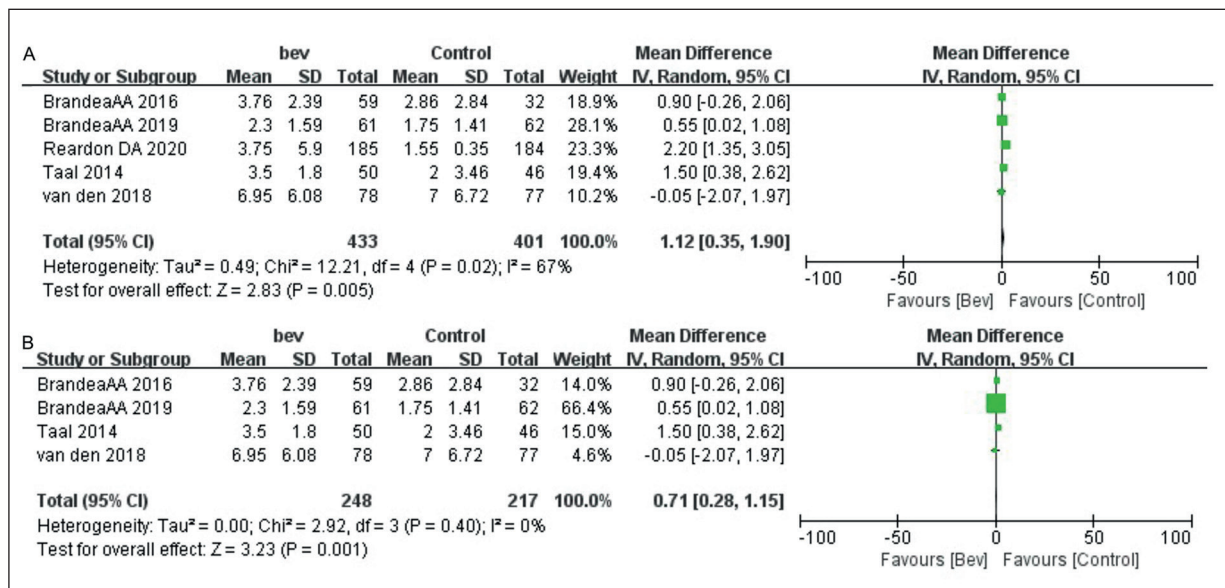 A
bev Control Mean Difference Mean Difference
Study or Subgroup Mean SD Total Mean SD Total Weight IV, Random, 95% CI IV, Random, 95% CI
BrandeaAA 2016 3.76 2.39 59 2.86 2.84 32 18.9% 0.90 [-0.26, 2.06]
BrandeaAA 2019 2.3 1.59 61 1.75 1.41 62 28.1% 0.55 [0.02, 1.08]
Reardon DA 2020 3.75 5.9 185 1.55 0.35 184 23.3% 2.20 [1.35, 3.05]
Taal 2014 3.5 1.8 50 2 3.46 46 19.4% 1.50 [0.38, 2.62]
van den 2018 6.95 6.08 78 7 6.72 77 10.2% -0.05 [-2.07, 1.97]
Total (95% CI) 433 401 100.0% 1.12 [0.35, 1.90]
Heterogeneity: Tau² = 0.49; Chi² = 12.21, df = 4 (P = 0.02); I² = 67%
Test for overall effect: Z = 2.83 (P = 0.005)
-100 -50 0 50 100
Favours [Bev] Favours [Control]
B
bev Control Mean Difference Mean Difference
Study or Subgroup Mean SD Total Mean SD Total Weight IV, Random, 95% CI IV, Random, 95% CI
BrandeaAA 2016 3.76 2.39 59 2.86 2.84 32 14.0% 0.90 [-0.26, 2.06]
BrandeaAA 2019 2.3 1.59 61 1.75 1.41 62 66.4% 0.55 [0.02, 1.08]
Taal 2014 3.5 1.8 50 2 3.46 46 15.0% 1.50 [0.38, 2.62]
van den 2018 6.95 6.08 78 7 6.72 77 4.6% -0.05 [-2.07, 1.97]
Total (95% CI) 248 217 100.0% 0.71 [0.28, 1.15]
Heterogeneity: Tau² = 0.00; Chi² = 2.92, df = 3 (P = 0.40); I² = 0%
Test for overall effect: Z = 3.23 (P = 0.001)
-100 -50 0 50 100
Favours [Bev] Favours [Control]